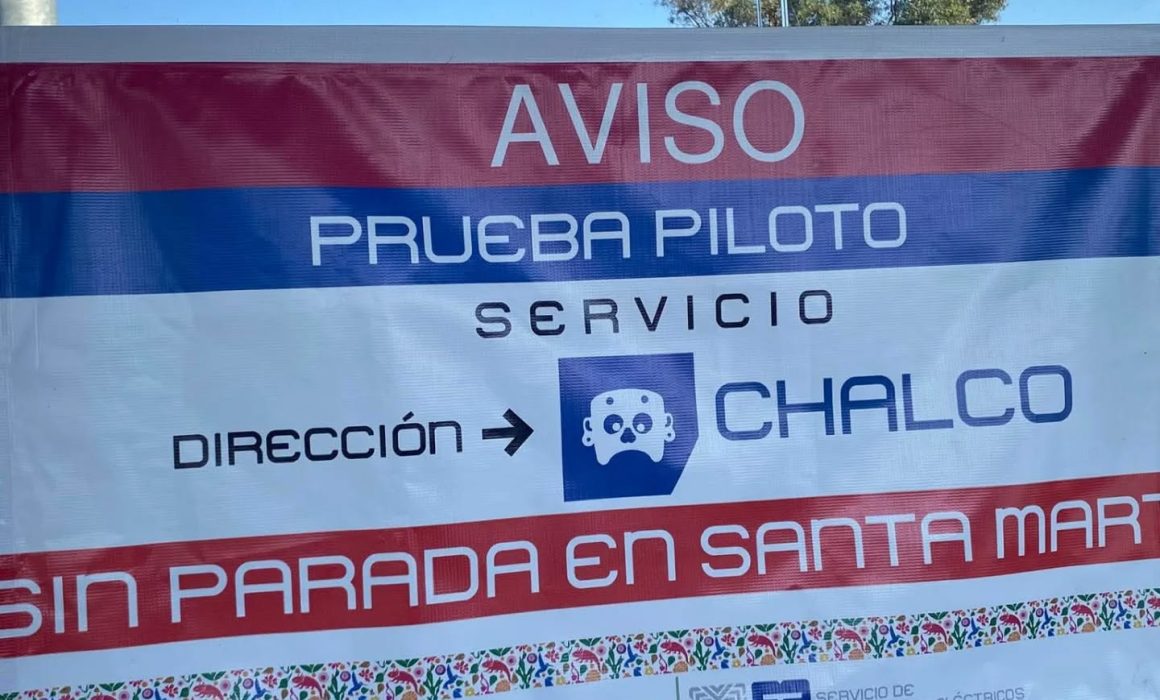 AVISO
PRUEBA PILOTO
SERVICIO
DIRECCIÓN → CHALCO
SIN PARADA EN SANTA MART
SERVICIO DE
ELÉCTRICOS